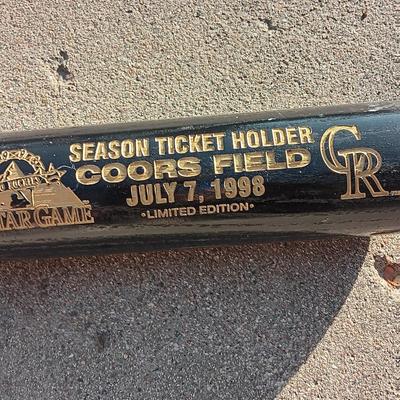 SEASON TICKET HOLDER
COORS FIELD
JULY 7, 1998
•LIMITED EDITION•
STAR GAME
CR